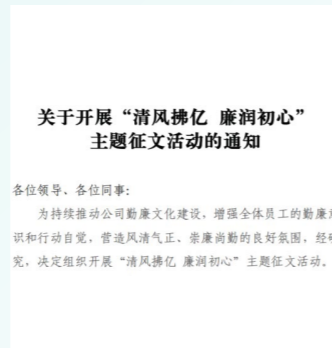 关于开展“清风拂亿 廉润初心”
主题征文活动的通知
各位领导、各位同事：
为持续推动公司勤廉文化建设，增强全体员工的勤廉意
识和行动自觉，营造风清气正、崇廉尚勤的良好氛围，经
究，决定组织开展“清风拂亿 廉润初心”主题征文活动。